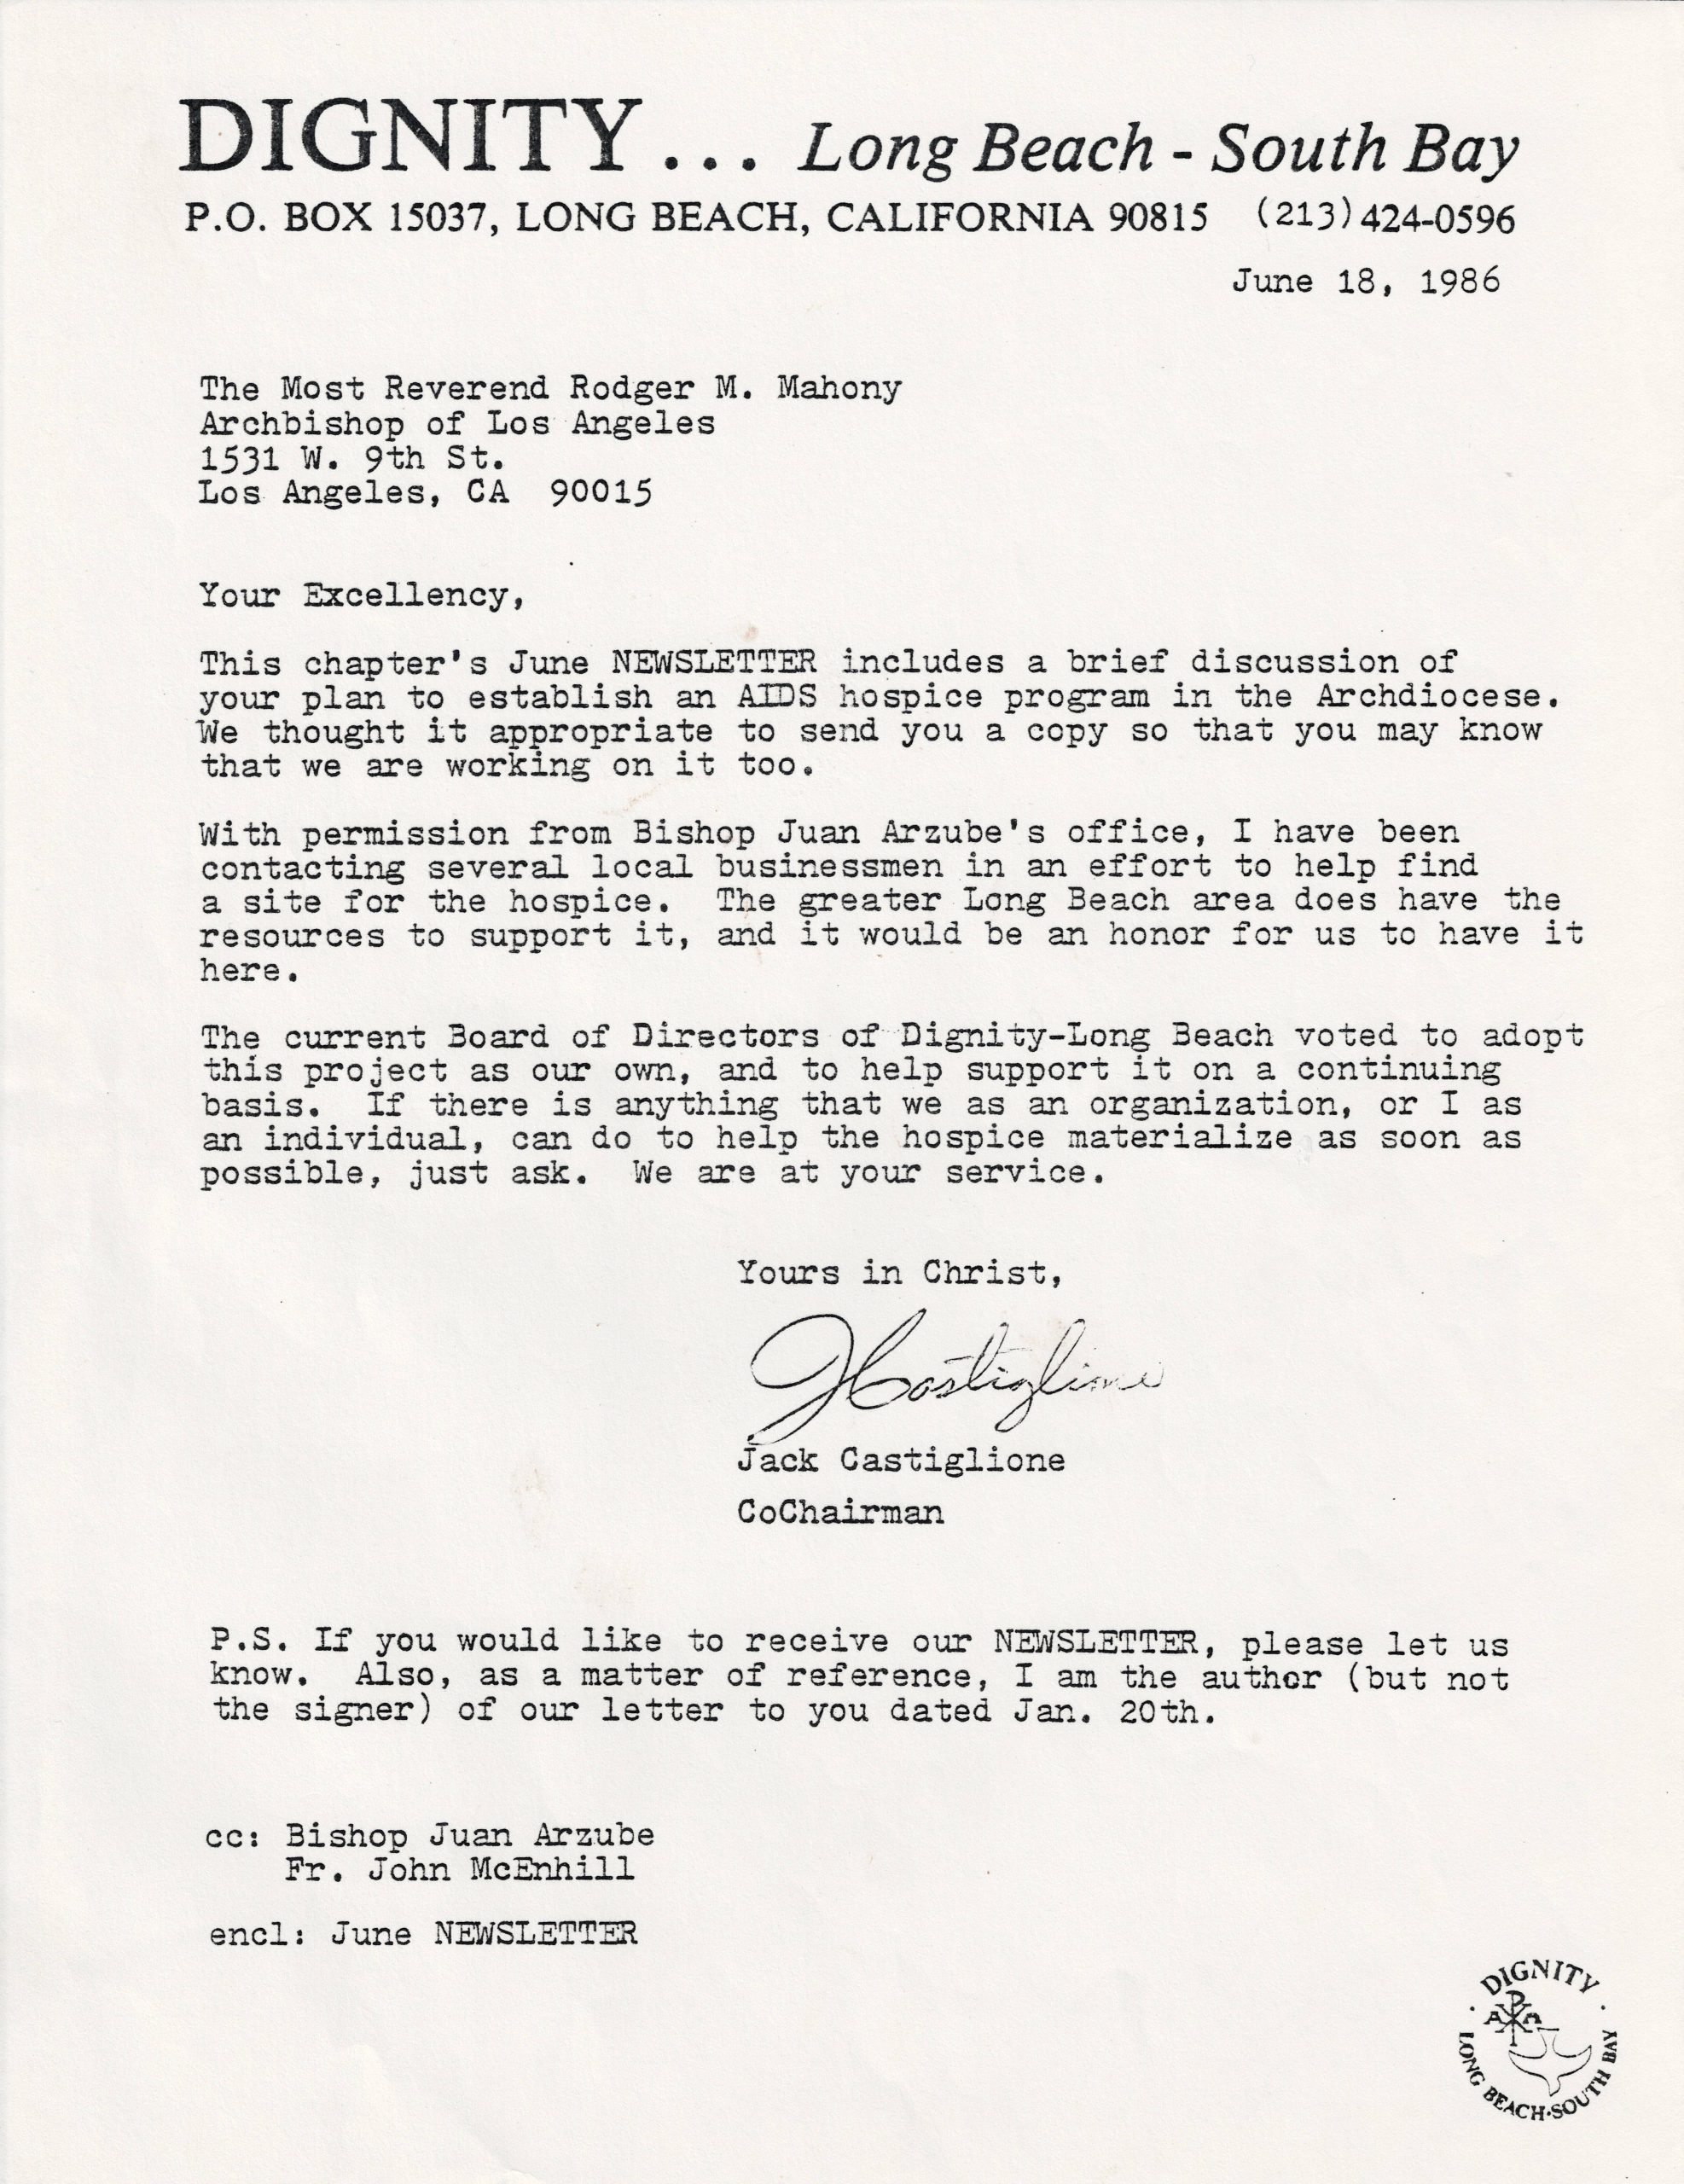 DIGNITY... Long Beach - South Bay
P.O. BOX 15037, LONG BEACH, CALIFORNIA 90815 (213) 424-0596
June 18, 1986
The Most Reverend Rodger M. Mahony
Archbishop of Los Angeles
1531 W. 9th St.
Los Angeles, CA 90015
Your Excellency,
This chapter's June NEWSLETTER includes a brief discussion of
your plan to establish an AIDS hospice program in the Archdiocese.
We thought it appropriate to send you a copy so that you may know
that we are working on it too.
With permission from Bishop Juan Arzube's office, I have been
contacting several local businessmen in an effort to help find
a site for the hospice. The greater Long Beach area does have the
resources to support it, and it would be an honor for us to have it
here.
The current Board of Directors of Dignity-Long Beach voted to adopt
this project as our own, and to help support it on a continuing
basis. If there is anything that we as an organization, or I as
an individual, can do to help the hospice materialize as soon as
possible, just ask. We are at your service.
Yours in Christ,
JCastiglione
Jack Castiglione
CoChairman
P.S. If you would like to receive our NEWSLETTER, please let us
know. Also, as a matter of reference, I am the author (but not
the signer) of our letter to you dated Jan. 20th.
cc: Bishop Juan Arzube
Fr. John McEnhill
encl: June NEWSLETTER
DIGNITY
A P Ω
LONG BEACH·SOUTH BAY